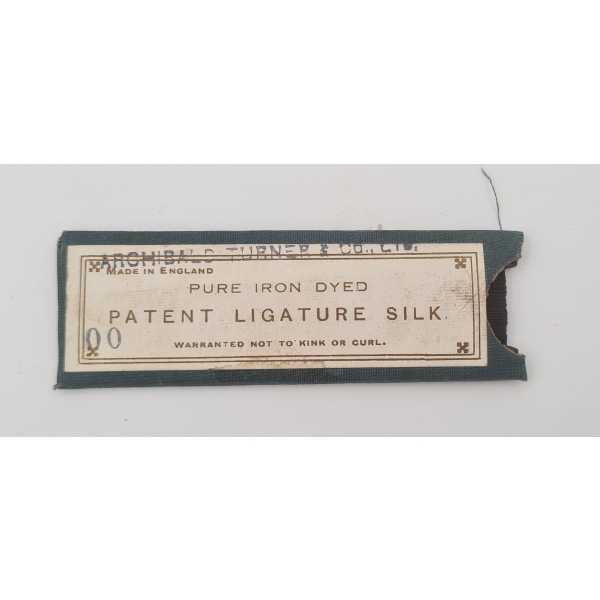 ARCHIBALD TURNER & CO., LTD.
MADE IN ENGLAND
PURE IRON DYED
PATENT LIGATURE SILK.
00
WARRANTED NOT TO KINK OR CURL.